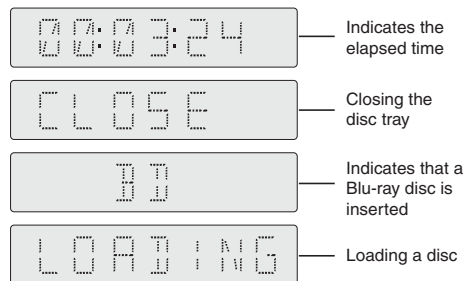 00:03:24
Indicates the
elapsed time
CLOSE
Closing the
disc tray
BD
Indicates that a
Blu-ray disc is
inserted
LOADING
Loading a disc